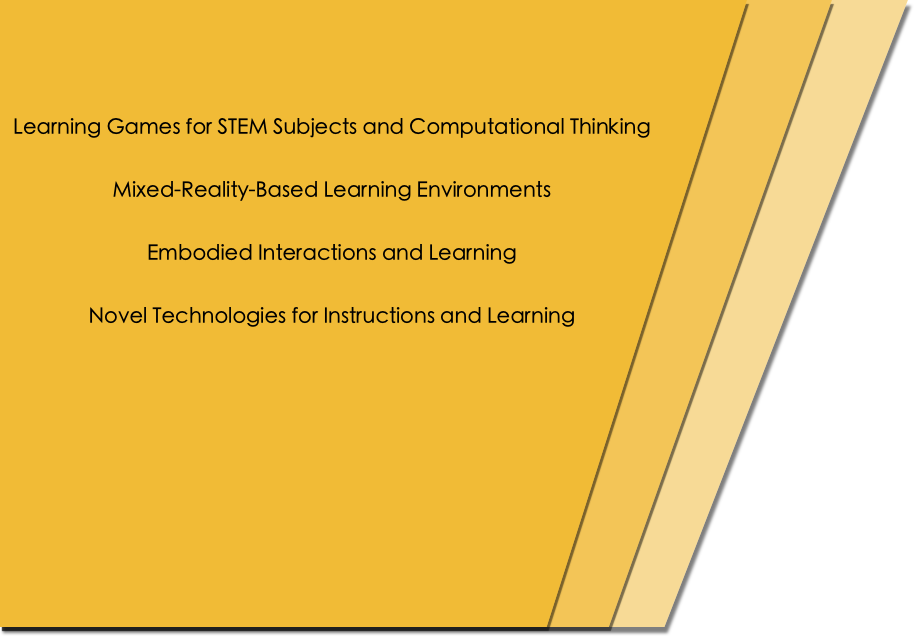 Learning Games for STEM Subjects and Computational Thinking
Mixed-Reality-Based Learning Environments
Embodied Interactions and Learning
Novel Technologies for Instructions and Learning